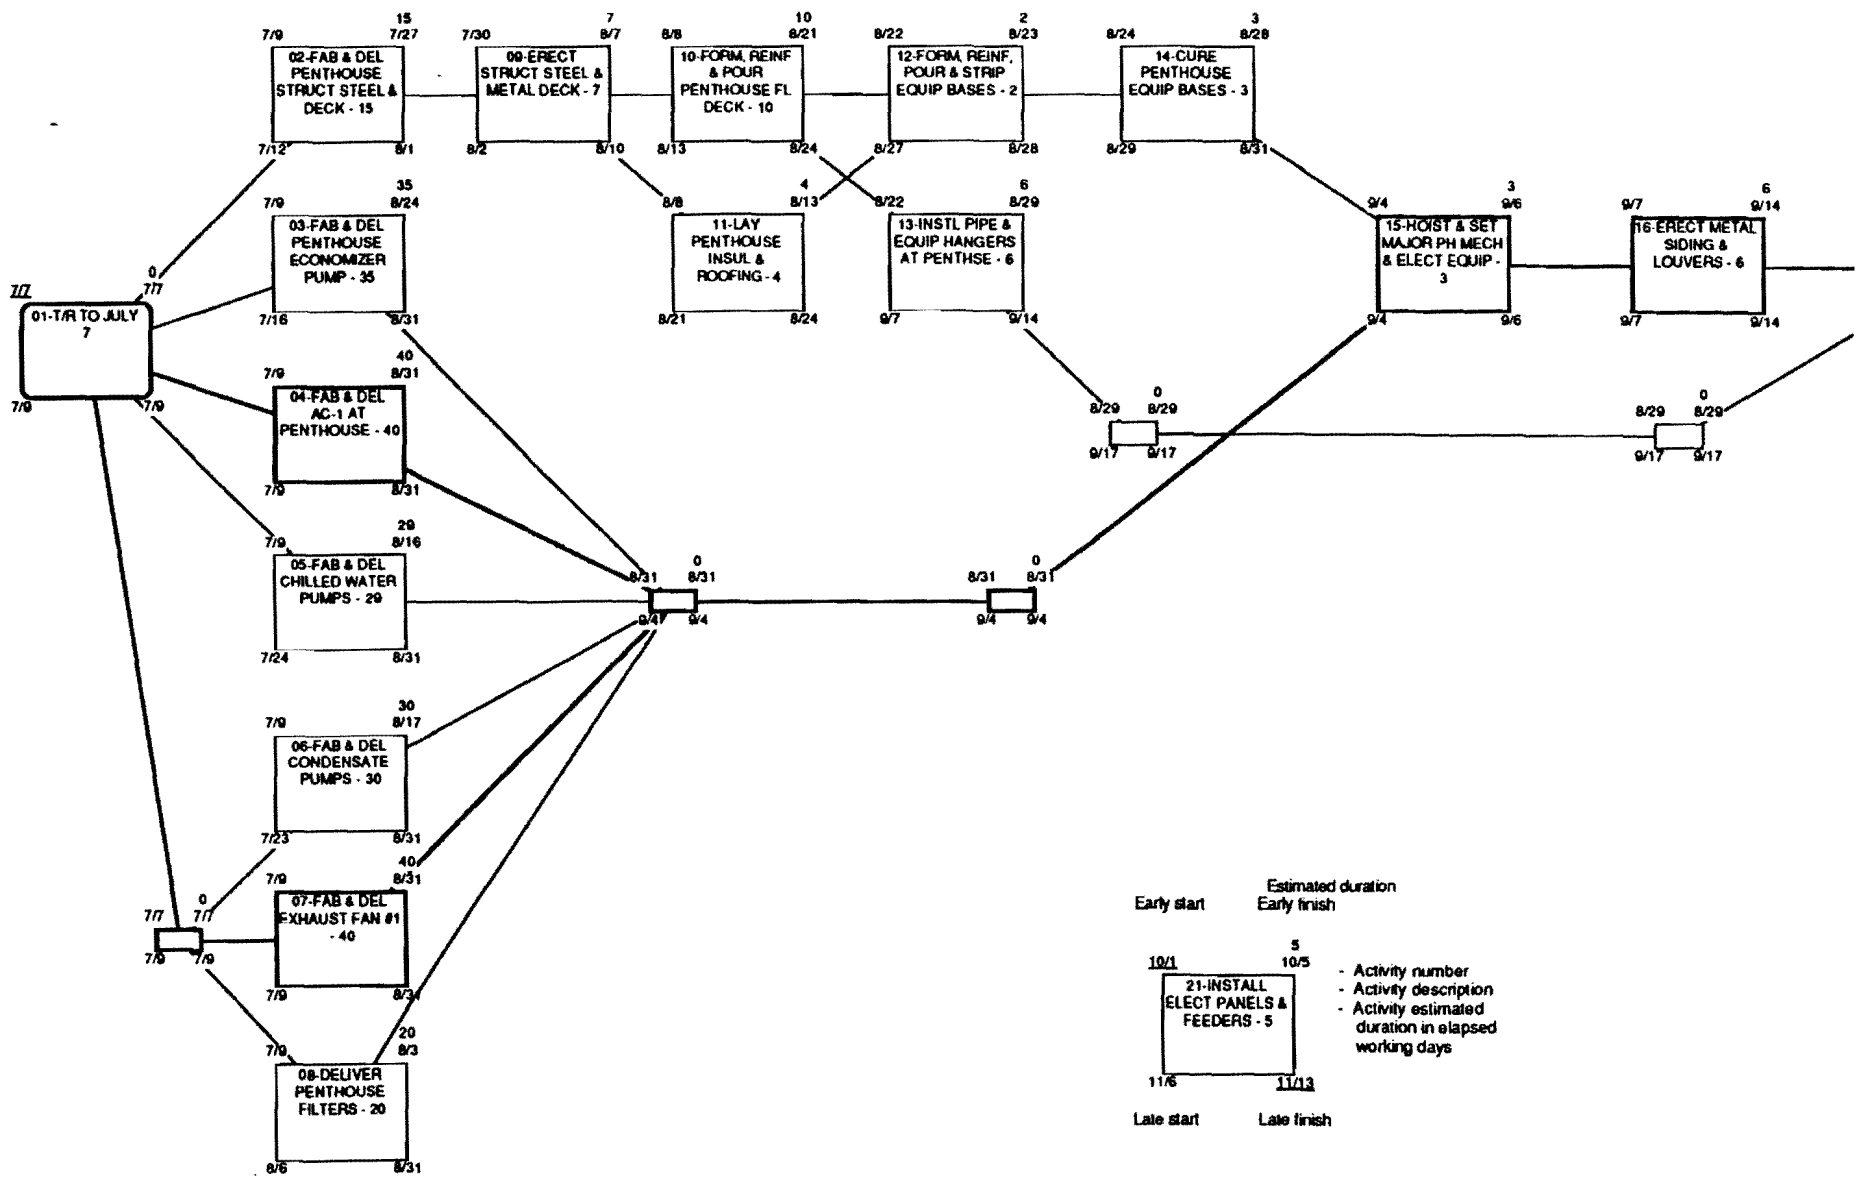 15
7/9 7/27
02-FAB & DEL
PENTHOUSE
STRUCT STEEL &
DECK - 15
7/12 8/1
7
7/30 8/7
09-ERECT
STRUCT STEEL &
METAL DECK - 7
8/2 8/10
10
8/8 8/21
10-FORM, REINF
& POUR
PENTHOUSE FL
DECK - 10
8/13 8/24
2
8/22 8/23
12-FORM, REINF,
POUR & STRIP
EQUIP BASES - 2
8/27 8/28
3
8/24 8/28
14-CURE
PENTHOUSE
EQUIP BASES - 3
8/29 8/31
35
7/9 8/24
03-FAB & DEL
PENTHOUSE
ECONOMIZER
PUMP - 35
7/16 8/31
4
8/8 8/13
11-LAY
PENTHOUSE
INSUL &
ROOFING - 4
8/21 8/24
6
8/22 8/29
13-INSTL PIPE &
EQUIP HANGERS
AT PENTHSE - 6
9/7 9/14
3
9/4 9/6
15-HOIST & SET
MAJOR PH MECH
& ELECT EQUIP -
3
9/4 9/6
6
9/7 9/14
16-ERECT METAL
SIDING &
LOUVERS - 6
9/7 9/14
0
7/7 7/7
01-T/R TO JULY
7
7/9 7/9
40
7/9 8/31
04-FAB & DEL
AC-1 AT
PENTHOUSE - 40
7/9 8/31
0
8/29 8/29
9/17 9/17
0
8/29 8/29
9/17 9/17
29
7/9 8/16
05-FAB & DEL
CHILLED WATER
PUMPS - 29
7/24 8/31
0
8/31 8/31
9/4 9/4
0
8/31 8/31
9/4 9/4
30
7/9 8/17
06-FAB & DEL
CONDENSATE
PUMPS - 30
7/23 8/31
40
7/9 8/31
07-FAB & DEL
EXHAUST FAN #1
- 40
7/9 8/31
0
7/7 7/7
7/9 7/9
20
7/9 8/3
08-DELIVER
PENTHOUSE
FILTERS - 20
8/6 8/31
Estimated duration
Early start Early finish
5
10/1 10/5
21-INSTALL
ELECT PANELS &
FEEDERS - 5
11/6 11/13
Late start Late finish
- Activity number
- Activity description
- Activity estimated
duration in elapsed
working days